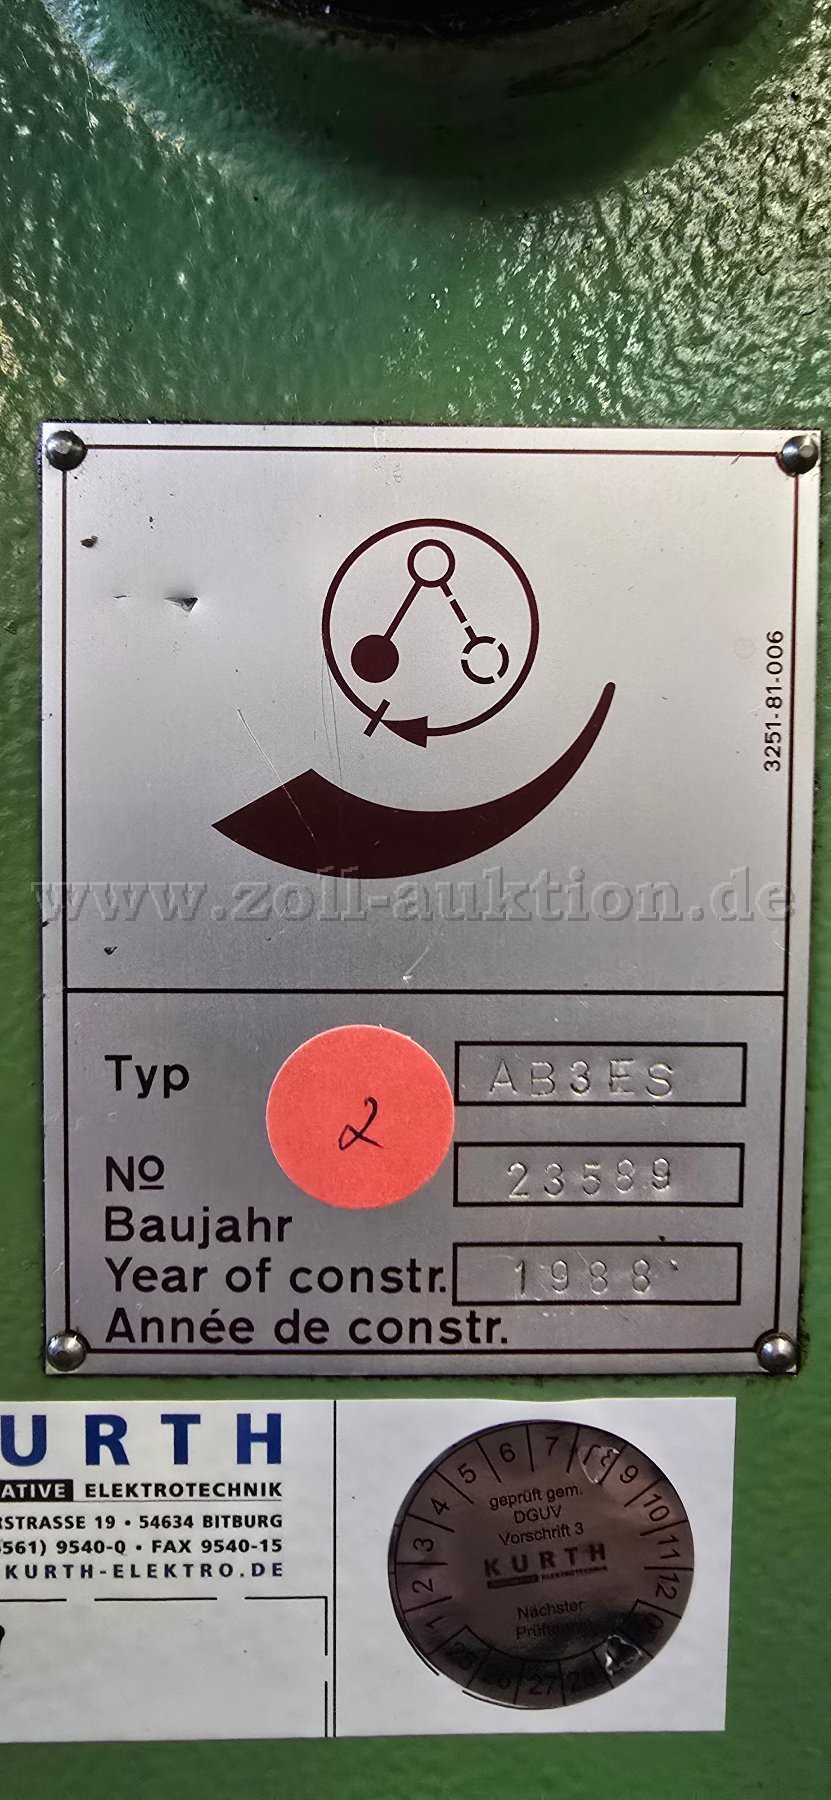 3251-81-006
www.zoll-auktion.de
Typ AB3ES
2
Nº 23589
Baujahr
Year of constr. 1988
Année de constr.
URTH
ATIVE ELEKTROTECHNIK
RSTRASSE 19 • 54634 BITBURG
561) 9540-0 • FAX 9540-15
KURTH-ELEKTRO.DE
1 2 3 4 5 6 7 9 10 11 12
geprüft gem.
DGUV
Vorschrift 3
KURTH
ELEKTROTECHNIK
Nächster
25 26 27 28